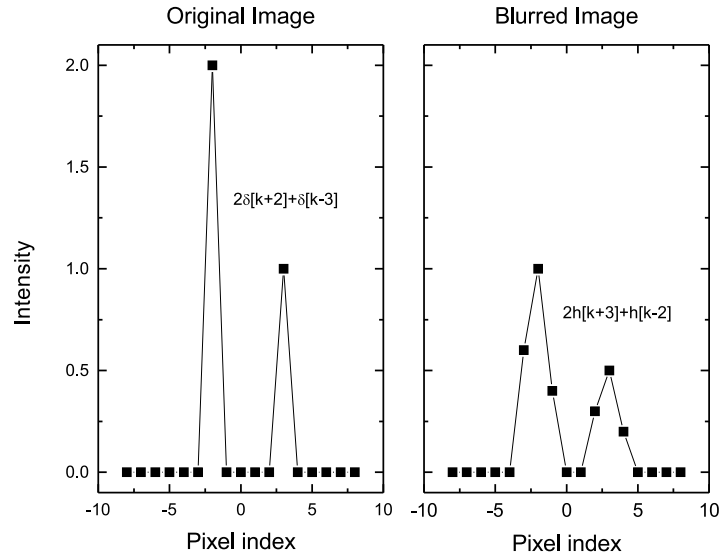 Original Image
Blurred Image
2.0
1.5
1.0
0.5
0.0
Intensity
2δ[k+2]+δ[k-3]
2h[k+3]+h[k-2]
-10 -5 0 5 10
-10 -5 0 5 10
Pixel index
Pixel index